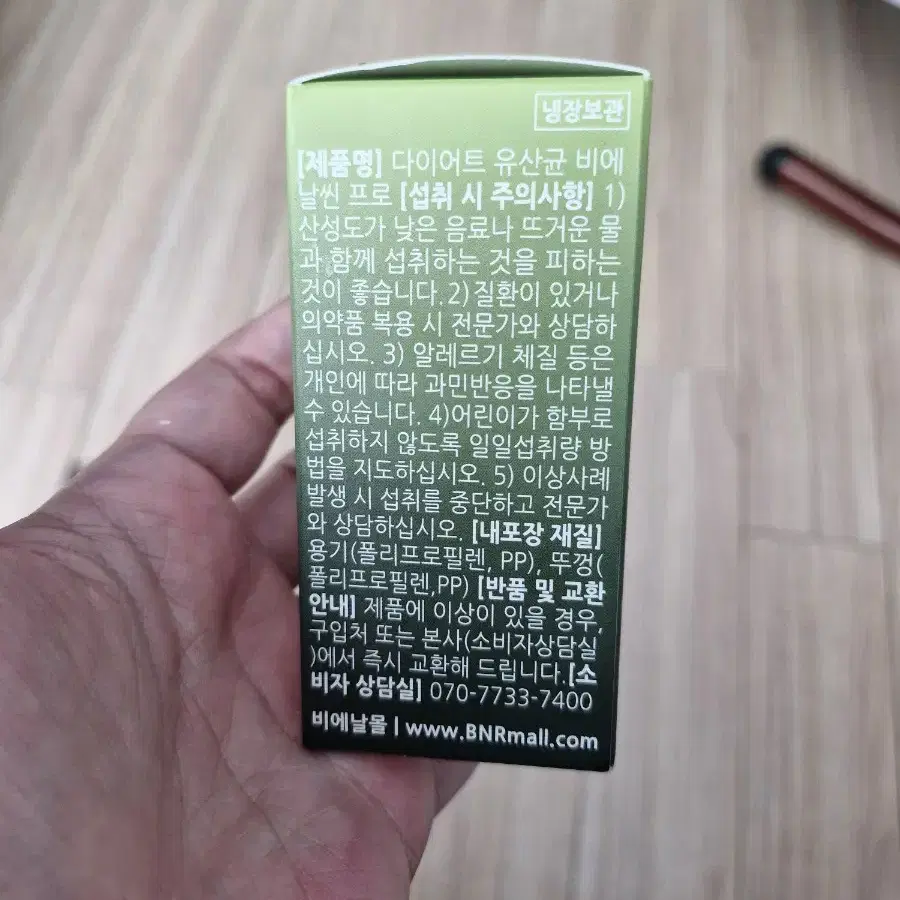 냉장보관
[제품명] 다이어트 유산균 비에
날씬 프로 [섭취 시 주의사항] 1)
산성도가 낮은 음료나 뜨거운 물
과 함께 섭취하는 것을 피하는
것이 좋습니다. 2) 질환이 있거나
의약품 복용 시 전문가와 상담하
십시오. 3) 알레르기 체질 등은
개인에 따라 과민반응을 나타낼
수 있습니다. 4)어린이가 함부로
섭취하지 않도록 일일섭취량 방
법을 지도하십시오. 5) 이상사례
발생 시 섭취를 중단하고 전문가
와 상담하십시오. [내포장 재질]
용기(폴리프로필렌, PP), 뚜껑(
폴리프로필렌,PP) [반품 및 교환
안내] 제품에 이상이 있을 경우,
구입처 또는 본사(소비자상담실
)에서 즉시 교환해 드립니다.[소
비자 상담실] 070-7733-7400
비에날몰 | www.BNRmall.com